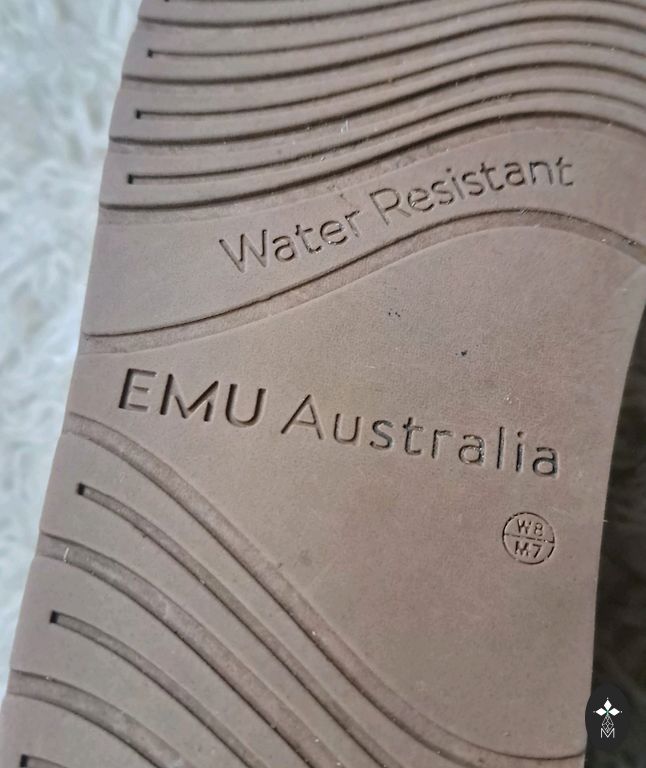 Water Resistant
EMU Australia
W8
M7